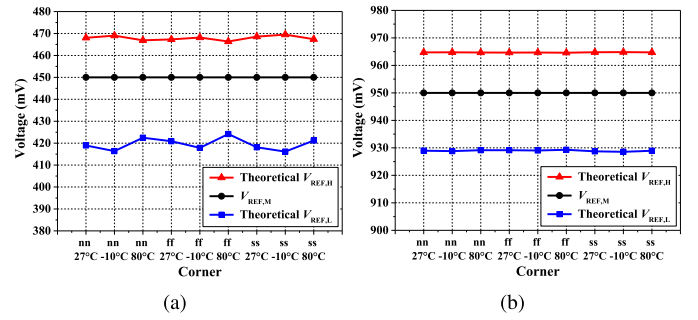 480
470
460
450
440
430
420
410
400
390
380
Voltage (mV)
Theoretical VREF,H
VREF,M
Theoretical VREF,L
nn nn nn ff ff ff ss ss ss
27°C -10°C 80°C 27°C -10°C 80°C 27°C -10°C 80°C
Corner
(a)
980
970
960
950
940
930
920
910
900
Voltage (mV)
Theoretical VREF,H
VREF,M
Theoretical VREF,L
nn nn nn ff ff ff ss ss ss
27°C -10°C 80°C 27°C -10°C 80°C 27°C -10°C 80°C
Corner
(b)